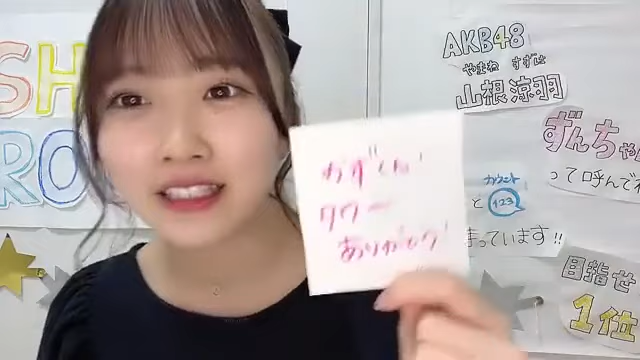 SH
RO
かずくん!
タワー
ありがとう!
AKB48
やまね すずは
山根 涼羽
ずんちゃん
って呼んで
カウント
と 123
まっています!!
目指せ
1位